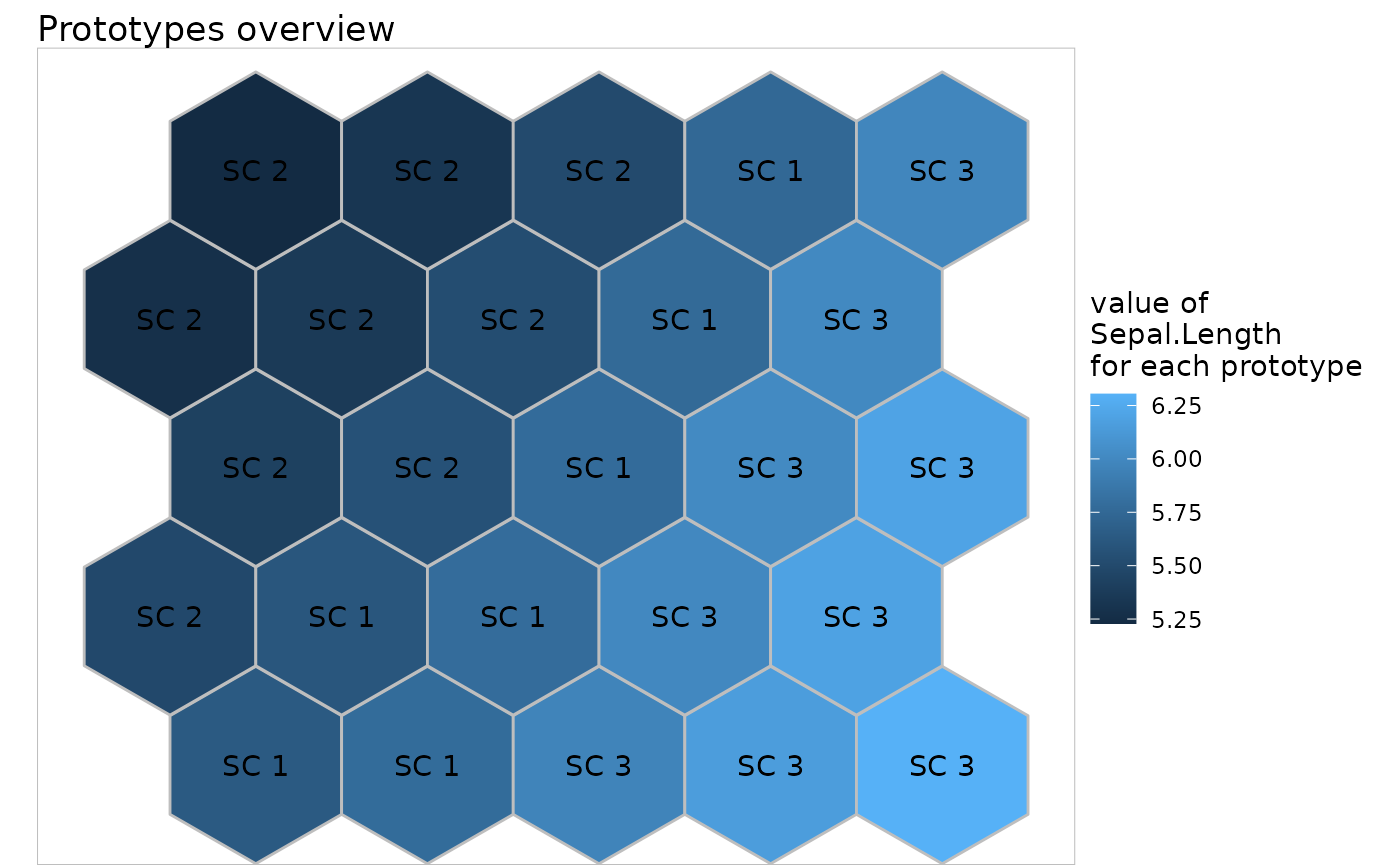 Prototypes overview
SC 2 SC 2 SC 2 SC 1 SC 3
SC 2 SC 2 SC 2 SC 1 SC 3
SC 2 SC 2 SC 1 SC 3 SC 3
SC 2 SC 1 SC 1 SC 3 SC 3
SC 1 SC 1 SC 3 SC 3 SC 3
value of
Sepal.Length
for each prototype
6.25
6.00
5.75
5.50
5.25